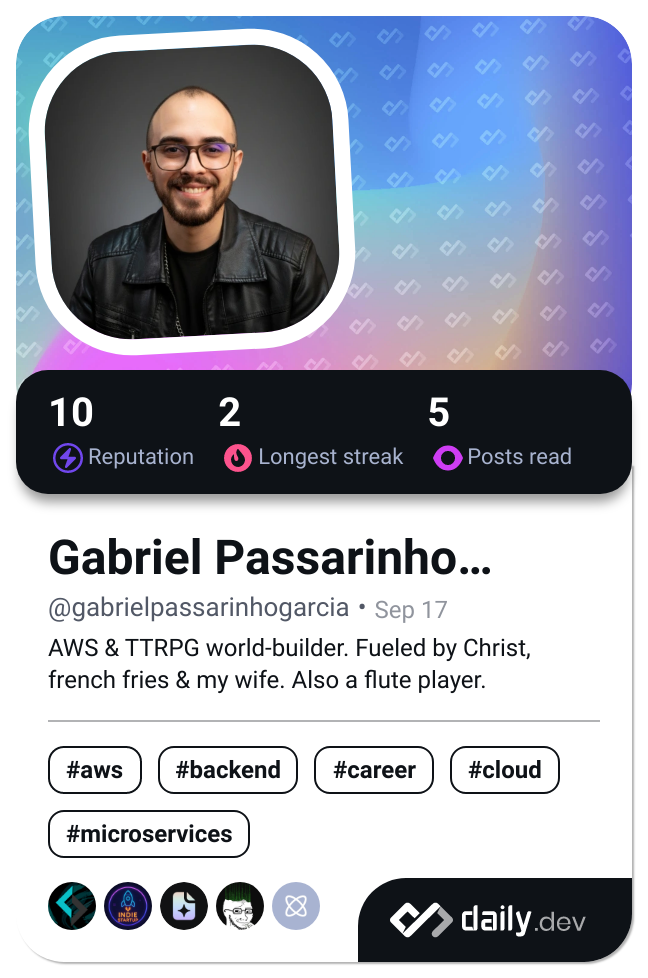 10 2 5
Reputation Longest streak Posts read
Gabriel Passarinho…
@gabrielpassarinhogarcia • Sep 17
AWS & TTRPG world-builder. Fueled by Christ,
french fries & my wife. Also a flute player.
#aws #backend #career #cloud
#microservices
INDIE
STARTUP
daily.dev